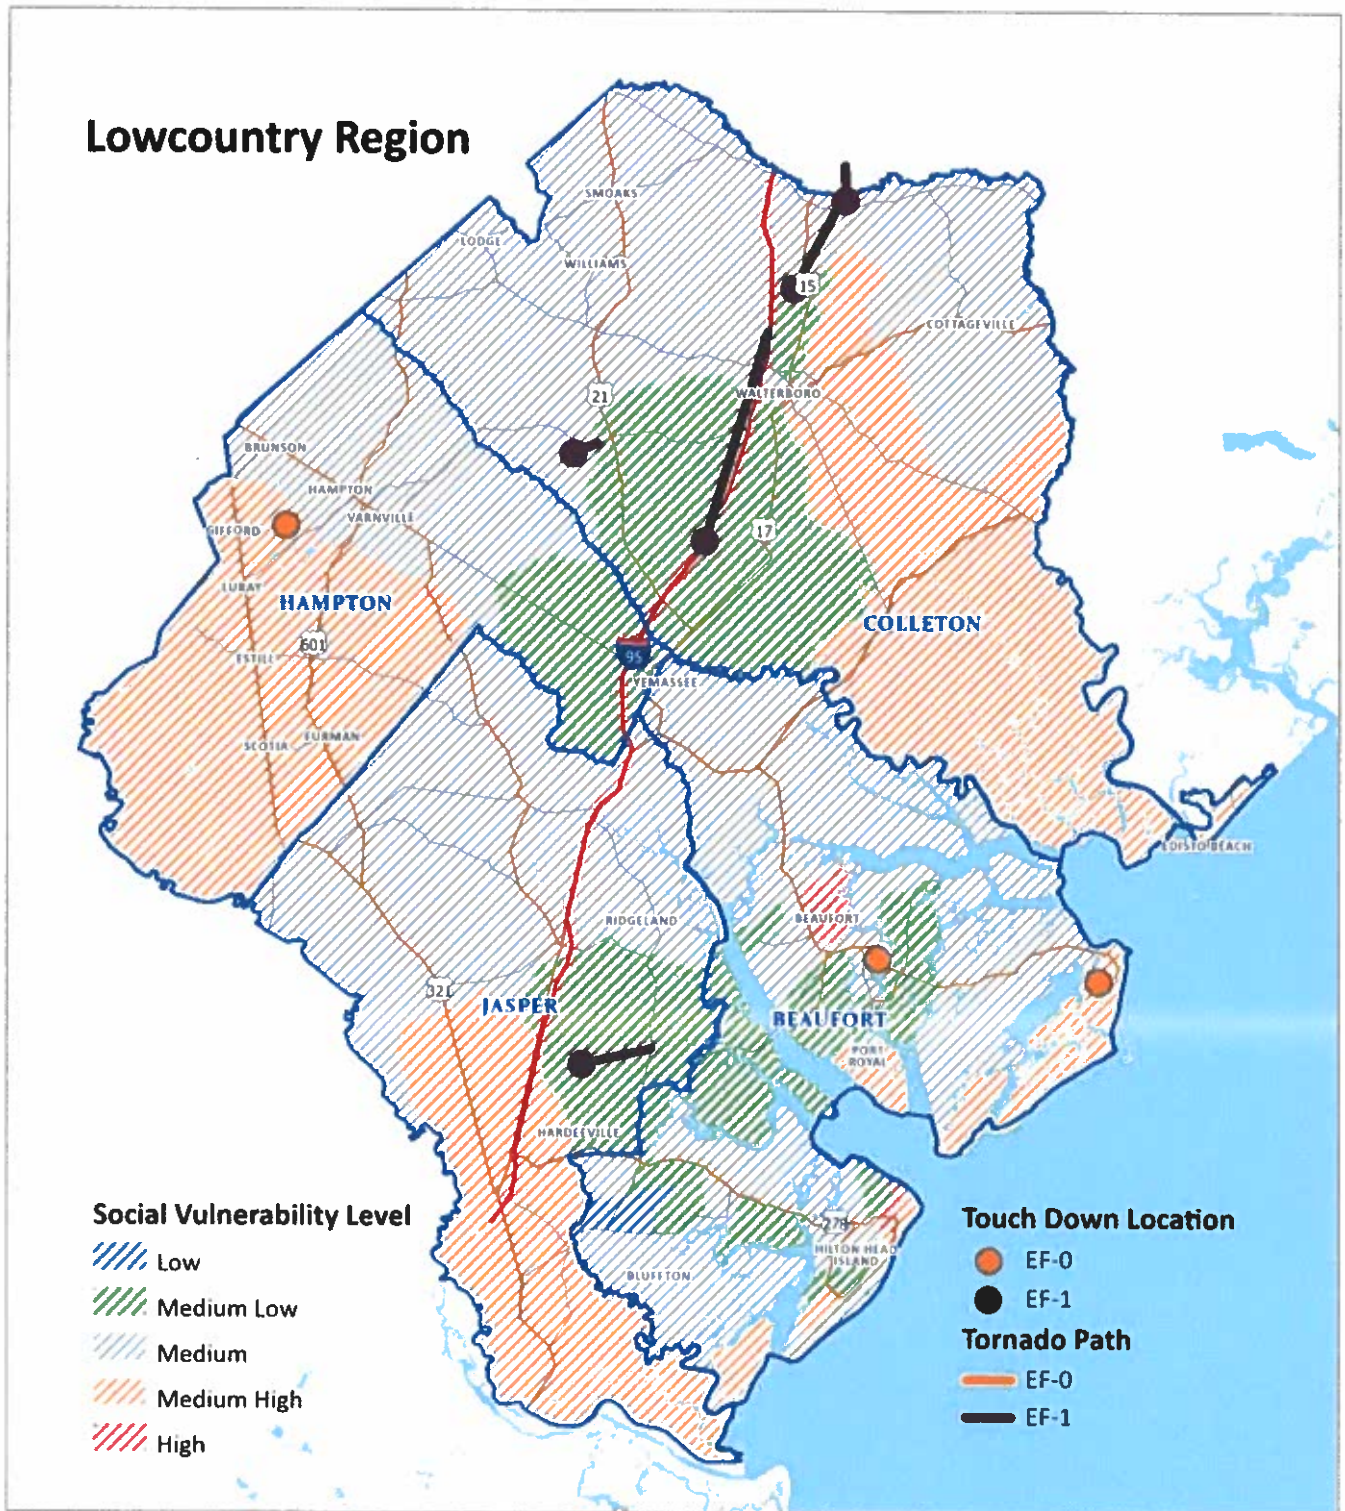 Lowcountry Region
SMOAKS
LODGE
WILLIAMS
15
COTTAGEVILLE
21
WALTERBORO
BRUNSON
HAMPTON
VARNVILLE
GIFFORD
17
LURAY
HAMPTON
COLLETON
601
ESTILL
95
YEMASSEE
SCOTIA
FURMAN
EDISTO BEACH
RIDGELAND
BEAUFORT
321
JASPER
BEAUFORT
PORT
ROYAL
HARDEEVILLE
278
HILTON HEAD
ISLAND
BLUFFTON
Social Vulnerability Level
Low
Medium Low
Medium
Medium High
High
Touch Down Location
EF-0
EF-1
Tornado Path
EF-0
EF-1